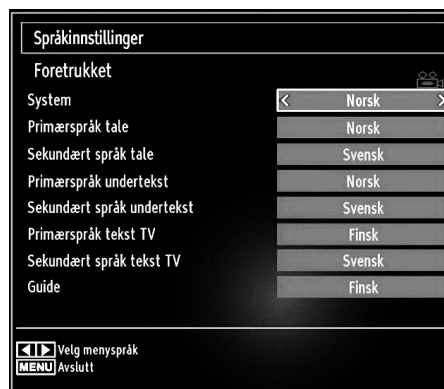 Språkinnstillinger
Foretrukket
System < Norsk >
Primærspråk tale Norsk
Sekundært språk tale Svensk
Primærspråk undertekst Norsk
Sekundært språk undertekst Svensk
Primærspråk tekst TV Finsk
Sekundært språk tekst TV Svensk
Guide Finsk
Velg menyspråk
MENU Avslutt